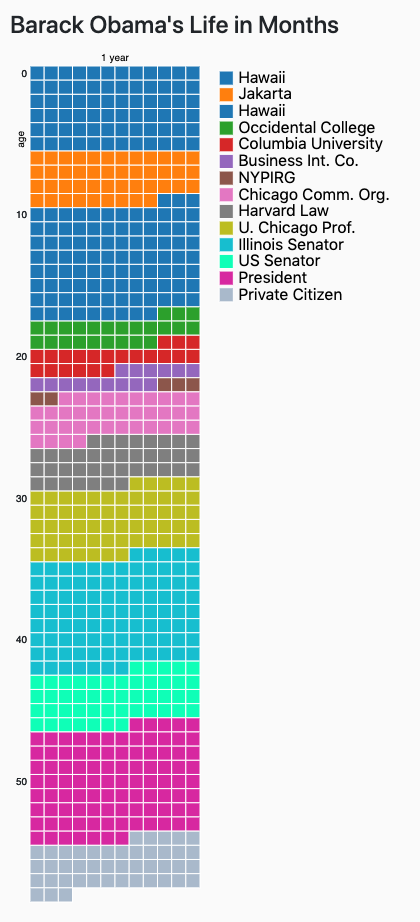 Barack Obama's Life in Months
1 year
0
age
10
20
30
40
50
Hawaii
Jakarta
Hawaii
Occidental College
Columbia University
Business Int. Co.
NYPIRG
Chicago Comm. Org.
Harvard Law
U. Chicago Prof.
Illinois Senator
US Senator
President
Private Citizen